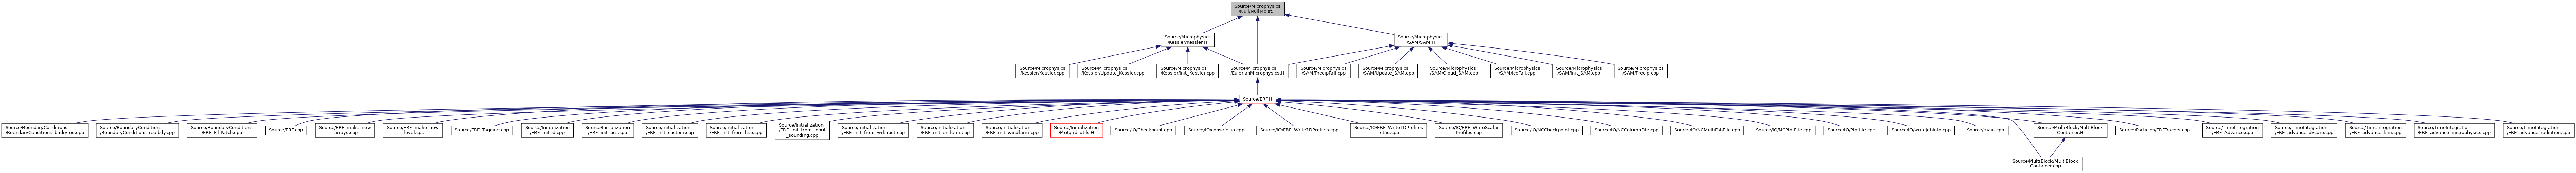 Source/Microphysics
/Null/NullMoist.H
Source/Microphysics
/Kessler/Kessler.H
Source/Microphysics
/SAM/SAM.H
Source/Microphysics
/Kessler/Kessler.cpp
Source/Microphysics
/Kessler/Update_Kessler.cpp
Source/Microphysics
/Kessler/Init_Kessler.cpp
Source/Microphysics
/EulerianMicrophysics.H
Source/Microphysics
/SAM/PrecipFall.cpp
Source/Microphysics
/SAM/Update_SAM.cpp
Source/Microphysics
/SAM/Cloud_SAM.cpp
Source/Microphysics
/SAM/IceFall.cpp
Source/Microphysics
/SAM/Init_SAM.cpp
Source/Microphysics
/SAM/Precip.cpp
Source/ERF.H
Source/BoundaryConditions
/BoundaryConditions_bndryreg.cpp
Source/BoundaryConditions
/BoundaryConditions_realbdy.cpp
Source/BoundaryConditions
/ERF_FillPatch.cpp
Source/ERF.cpp
Source/ERF_make_new
_arrays.cpp
Source/ERF_make_new
_level.cpp
Source/ERF_Tagging.cpp
Source/Initialization
/ERF_init1d.cpp
Source/Initialization
/ERF_init_bcs.cpp
Source/Initialization
/ERF_init_custom.cpp
Source/Initialization
/ERF_init_from_hse.cpp
Source/Initialization
/ERF_init_from_input
_sounding.cpp
Source/Initialization
/ERF_init_from_wrfinput.cpp
Source/Initialization
/ERF_init_uniform.cpp
Source/Initialization
/ERF_init_windfarm.cpp
Source/Initialization
/Metgrid_utils.H
Source/IO/Checkpoint.cpp
Source/IO/console_io.cpp
Source/IO/ERF_Write1DProfiles.cpp
Source/IO/ERF_Write1DProfiles
_stag.cpp
Source/IO/ERF_WriteScalar
Profiles.cpp
Source/IO/NCCheckpoint.cpp
Source/IO/NCColumnFile.cpp
Source/IO/NCMultiFabFile.cpp
Source/IO/NCPlotFile.cpp
Source/IO/Plotfile.cpp
Source/IO/writeJobInfo.cpp
Source/main.cpp
Source/MultiBlock/MultiBlock
Container.H
Source/Particles/ERFTracers.cpp
Source/TimeIntegration
/ERF_Advance.cpp
Source/TimeIntegration
/ERF_advance_dycore.cpp
Source/TimeIntegration
/ERF_advance_lsm.cpp
Source/TimeIntegration
/ERF_advance_microphysics.cpp
Source/TimeIntegration
/ERF_advance_radiation.cpp
Source/MultiBlock/MultiBlock
Container.cpp